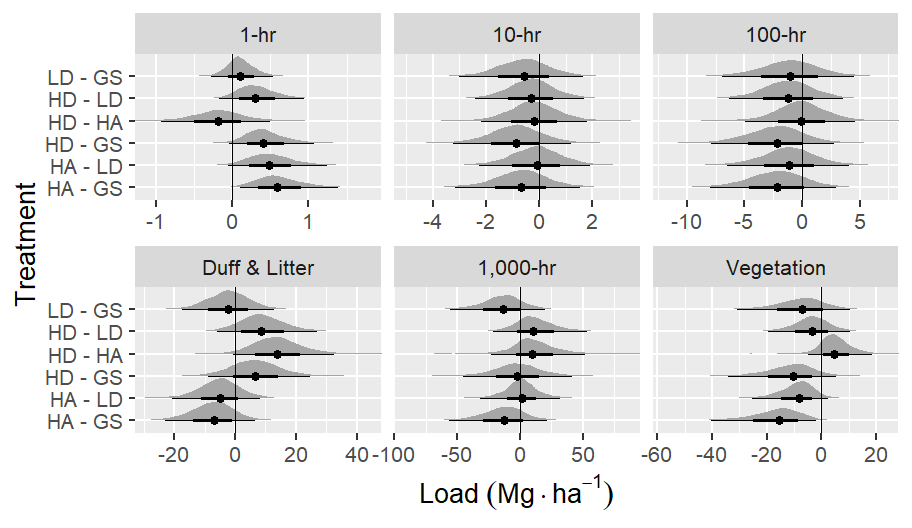 1-hr
10-hr
100-hr
LD - GS
HD - LD
HD - HA
HD - GS
HA - LD
HA - GS
-1 0 1
-4 -2 0 2
-10 -5 0 5
Treatment
Duff & Litter
1,000-hr
Vegetation
LD - GS
HD - LD
HD - HA
HD - GS
HA - LD
HA - GS
-20 0 20 40
-100 -50 0 50
-60 -40 -20 0 20
Load (Mg · ha⁻¹)